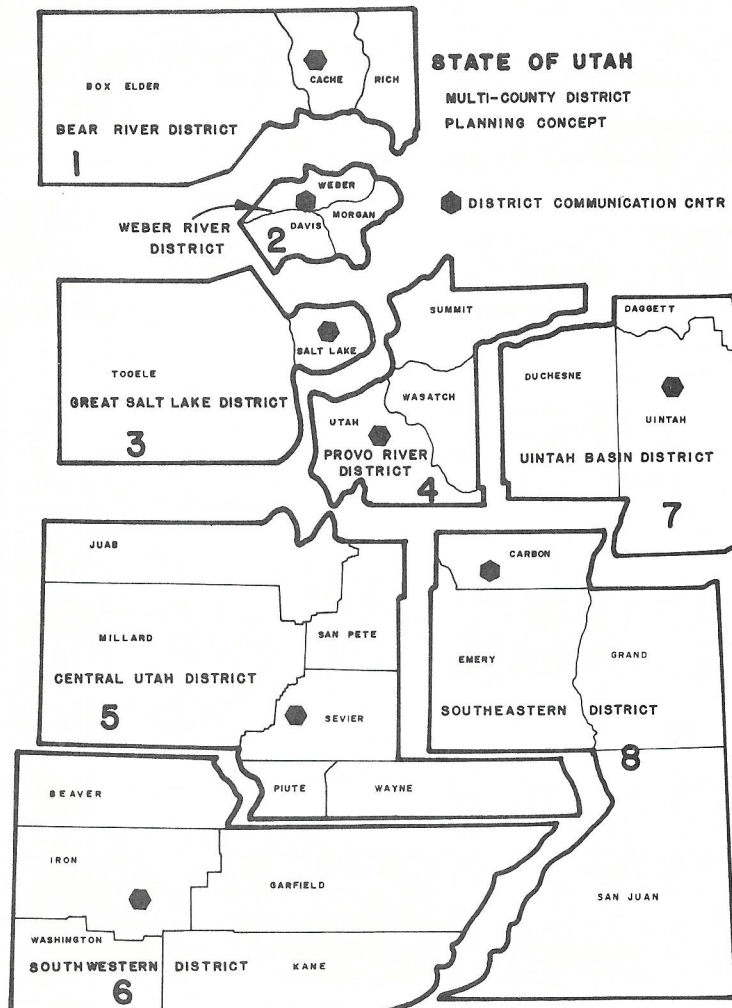 STATE OF UTAH
MULTI-COUNTY DISTRICT
PLANNING CONCEPT
DISTRICT COMMUNICATION CNTR
BOX ELDER
CACHE
RICH
BEAR RIVER DISTRICT
1
WEBER
MORGAN
DAVIS
WEBER RIVER
DISTRICT
2
SALT LAKE
TOOELE
GREAT SALT LAKE DISTRICT
3
SUMMIT
WASATCH
UTAH
PROVO RIVER
DISTRICT
4
DAGGETT
DUCHESNE
UINTAH
UINTAH BASIN DISTRICT
7
JUAB
MILLARD
SAN PETE
CENTRAL UTAH DISTRICT
5
SEVIER
PIUTE
WAYNE
CARBON
EMERY
GRAND
SOUTHEASTERN DISTRICT
8
SAN JUAN
BEAVER
IRON
GARFIELD
WASHINGTON
KANE
SOUTHWESTERN DISTRICT
6